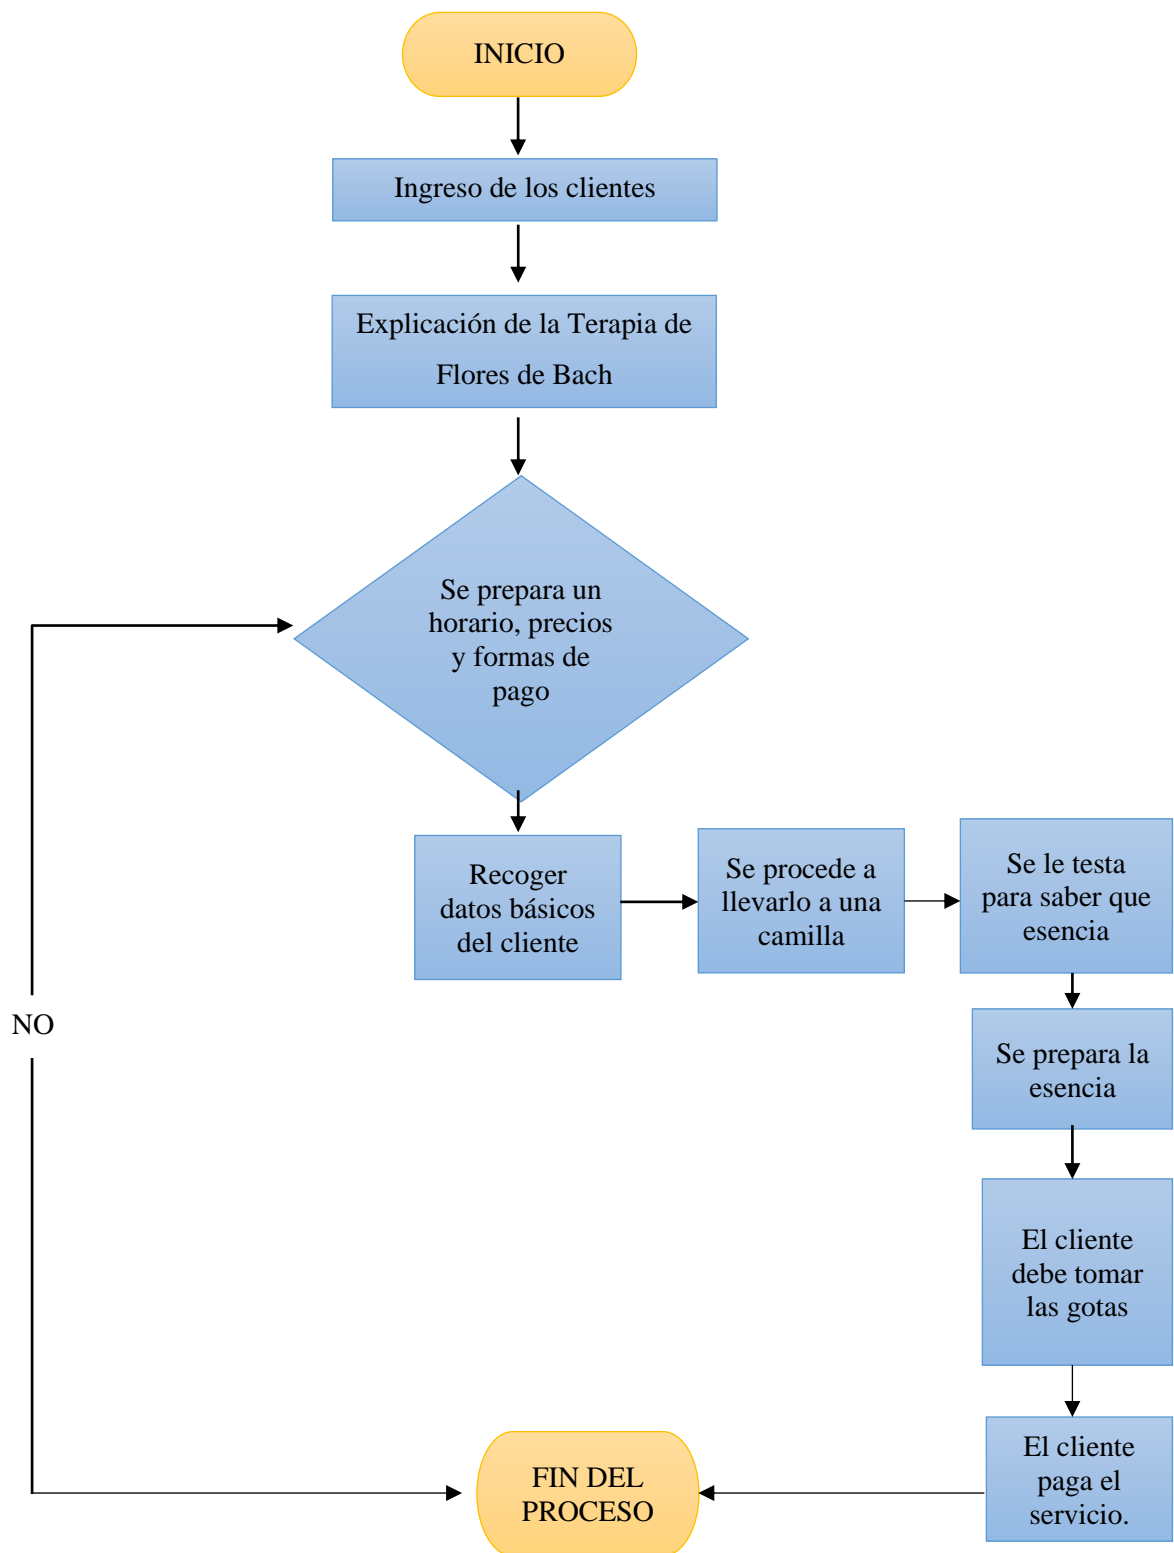 INICIO
Ingreso de los clientes
Explicación de la Terapia de
Flores de Bach
Se prepara un
horario, precios
y formas de
pago
Recoger
datos básicos
del cliente
Se procede a
llevarlo a una
camilla
Se le testa
para saber que
esencia
NO
Se prepara la
esencia
El cliente
debe tomar
las gotas
El cliente
paga el
servicio.
FIN DEL
PROCESO